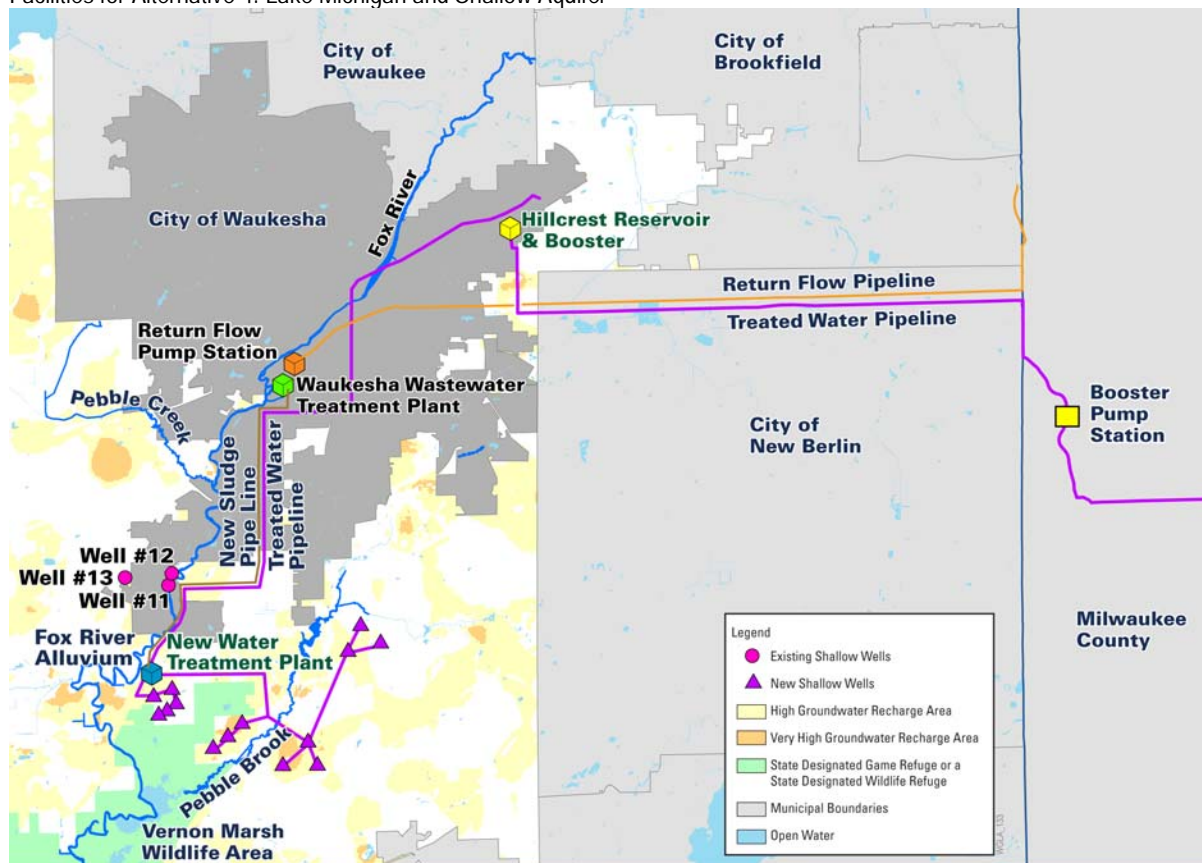 Facilities for Alternative 4: Lake Michigan and Shallow Aquifer
City of
Pewaukee
City of
Brookfield
City of Waukesha
Fox River
Hillcrest Reservoir
& Booster
Return Flow Pipeline
Treated Water Pipeline
Return Flow
Pump Station
Waukesha Wastewater
Treatment Plant
Pebble Creek
City of
New Berlin
Booster
Pump
Station
New Sludge
Pipe Line
Treated Water
Pipeline
Well #12
Well #13
Well #11
Fox River
Alluvium
New Water
Treatment Plant
Pebble Brook
Vernon Marsh
Wildlife Area
Milwaukee
County
Legend
Existing Shallow Wells
New Shallow Wells
High Groundwater Recharge Area
Very High Groundwater Recharge Area
State Designated Game Refuge or a
State Designated Wildlife Refuge
Municipal Boundaries
Open Water
WGLA_133